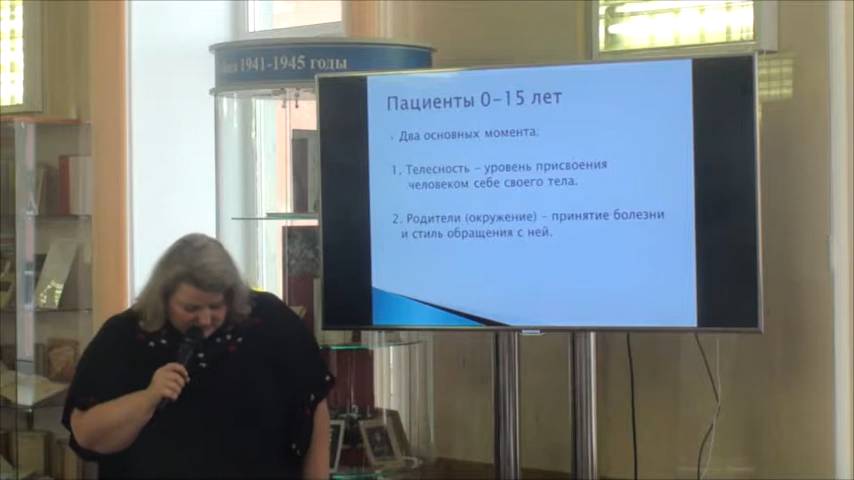 1941-1945 годы
Пациенты 0-15 лет
Два основных момента:
1. Телесность – уровень присвоения
человеком себе своего тела.
2. Родители (окружение) – принятие болезни
и стиль обращения с ней.